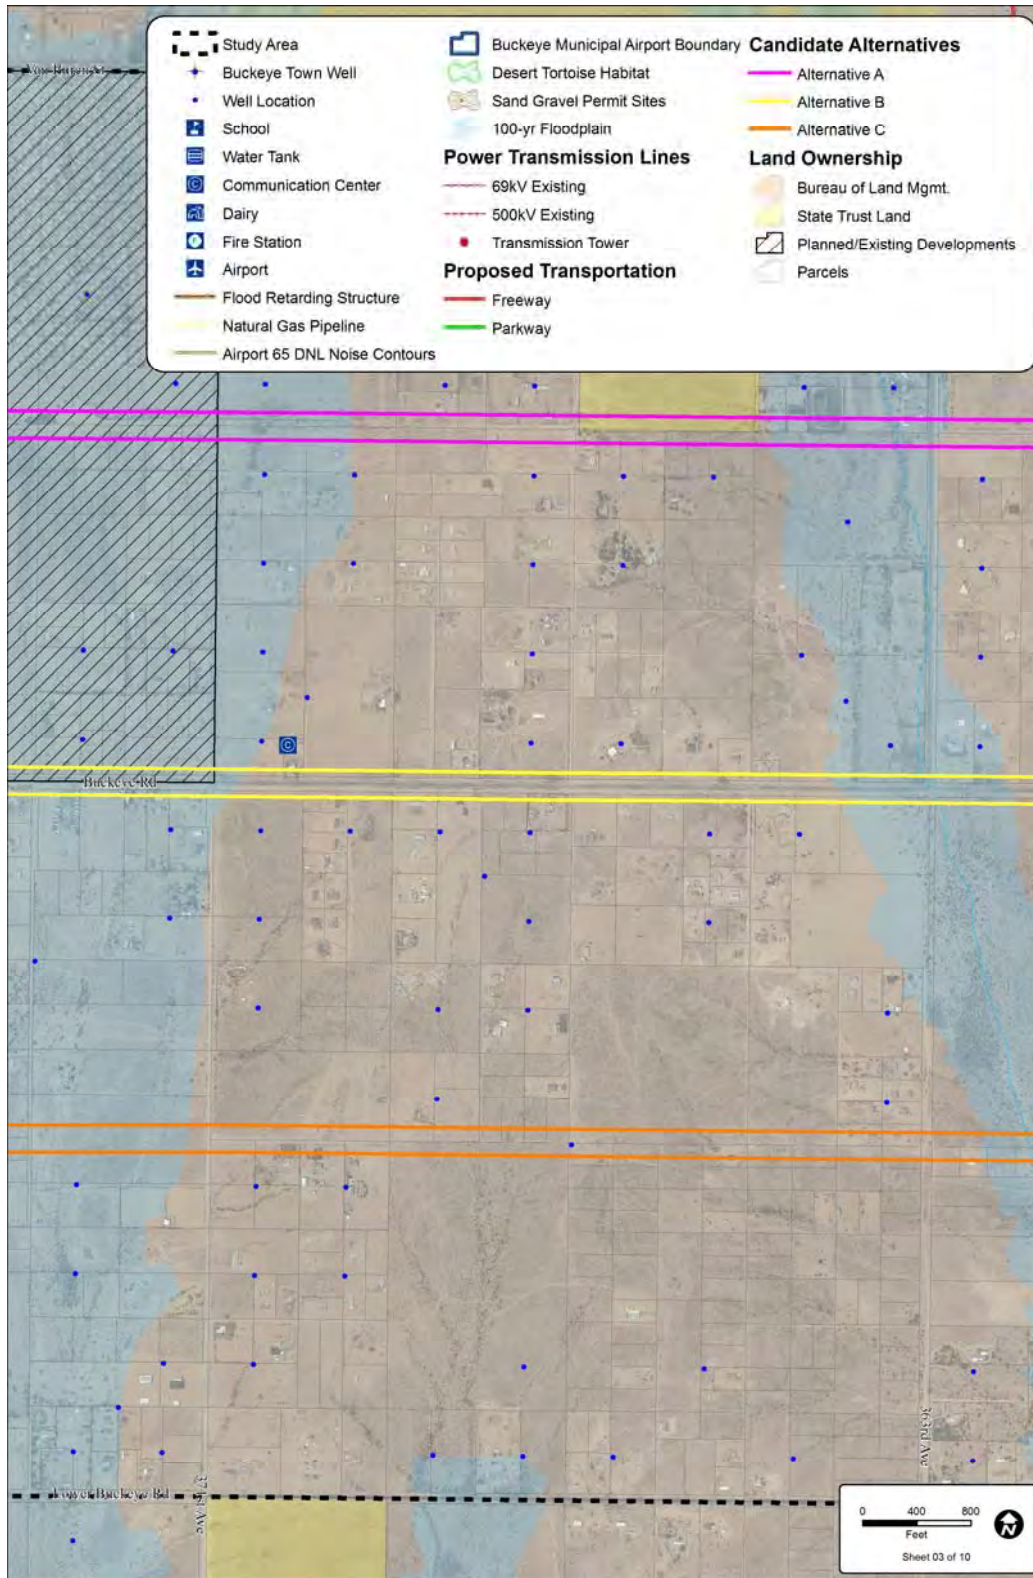 Study Area
Buckeye Town Well
Well Location
School
Water Tank
Communication Center
Dairy
Fire Station
Airport
Flood Retarding Structure
Natural Gas Pipeline
Airport 65 DNL Noise Contours
Buckeye Municipal Airport Boundary
Desert Tortoise Habitat
Sand Gravel Permit Sites
100-yr Floodplain
Power Transmission Lines
69kV Existing
500kV Existing
Transmission Tower
Proposed Transportation
Freeway
Parkway
Candidate Alternatives
Alternative A
Alternative B
Alternative C
Land Ownership
Bureau of Land Mgmt.
State Trust Land
Planned/Existing Developments
Parcels
C
Buckeye Rd
363rd Ave
371st Ave
Lower Buckeye Rd
0 400 800
Feet
N
Sheet 03 of 10